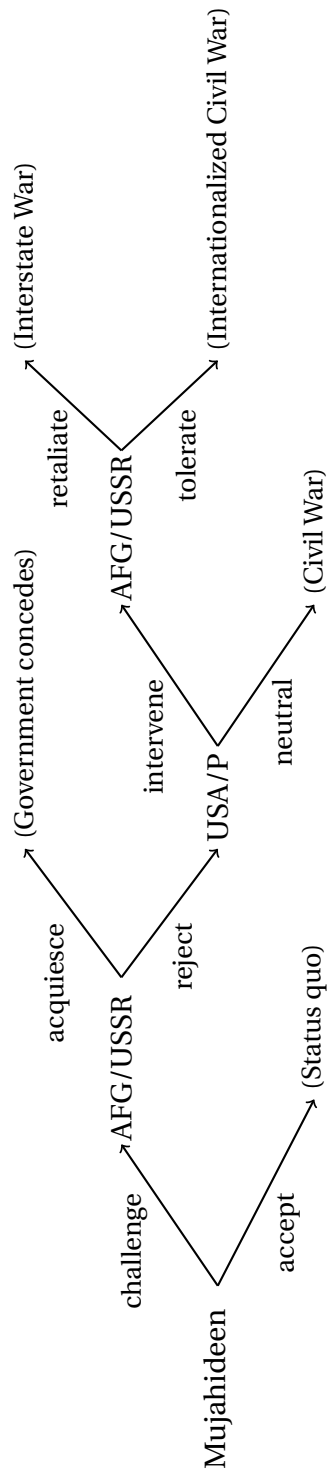 Mujahideen
challenge
accept
AFG/USSR
(Status quo)
acquiesce
reject
(Government concedes)
USA/P
intervene
neutral
AFG/USSR
(Civil War)
retaliate
tolerate
(Interstate War)
(Internationalized Civil War)